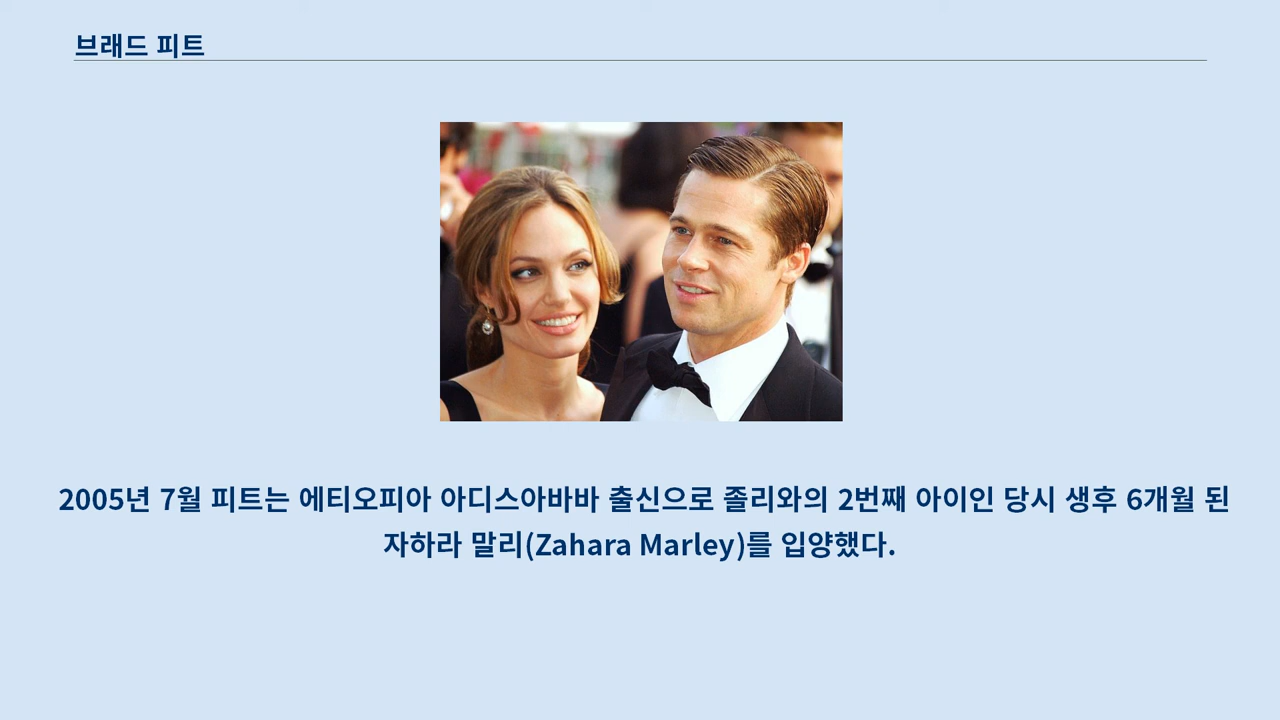 브래드 피트
2005년 7월 피트는 에티오피아 아디스아바바 출신으로 졸리와의 2번째 아이인 당시 생후 6개월 된
자하라 말리(Zahara Marley)를 입양했다.